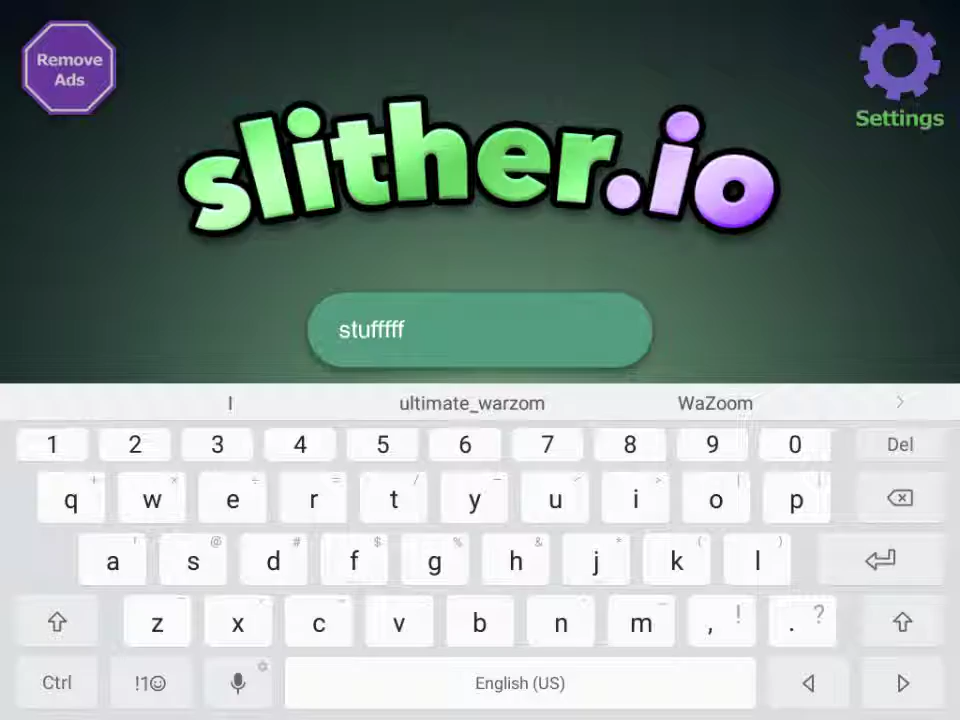 Remove
Ads
Settings
slither.io
stufffff
I ultimate_warzom WaZoom
1 2 3 4 5 6 7 8 9 0 Del
q w e r t y u i o p
a s d f g h j k l
z x c v b n m , ! . ?
Ctrl !1☺ English (US)